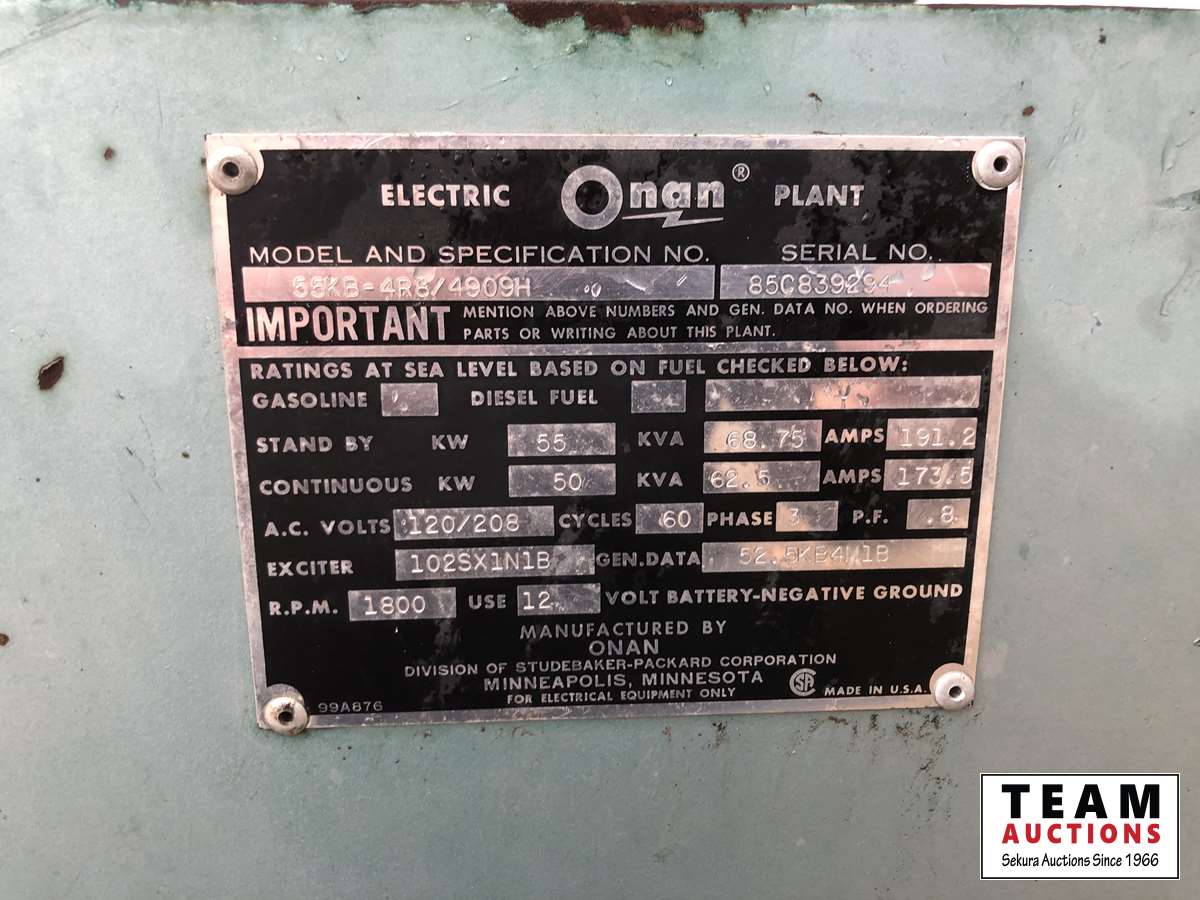 ELECTRIC Onan® PLANT
MODEL AND SPECIFICATION NO. SERIAL NO.
55KB-4R8/4909H 85C839294
IMPORTANT MENTION ABOVE NUMBERS AND GEN. DATA NO. WHEN ORDERING
PARTS OR WRITING ABOUT THIS PLANT.
RATINGS AT SEA LEVEL BASED ON FUEL CHECKED BELOW:
GASOLINE DIESEL FUEL
STAND BY KW 55 KVA 68.75 AMPS 191.2
CONTINUOUS KW 50 KVA 62.5 AMPS 173.5
A.C. VOLTS 120/208 CYCLES 60 PHASE 3 P.F. .8
EXCITER 102SX1N1B GEN.DATA 52.5KB4M1B
R.P.M. 1800 USE 12 VOLT BATTERY-NEGATIVE GROUND
MANUFACTURED BY
ONAN
DIVISION OF STUDEBAKER-PACKARD CORPORATION
MINNEAPOLIS, MINNESOTA
FOR ELECTRICAL EQUIPMENT ONLY
SA
MADE IN U.S.A.
99A876
TEAM
AUCTIONS
Sekura Auctions Since 1966